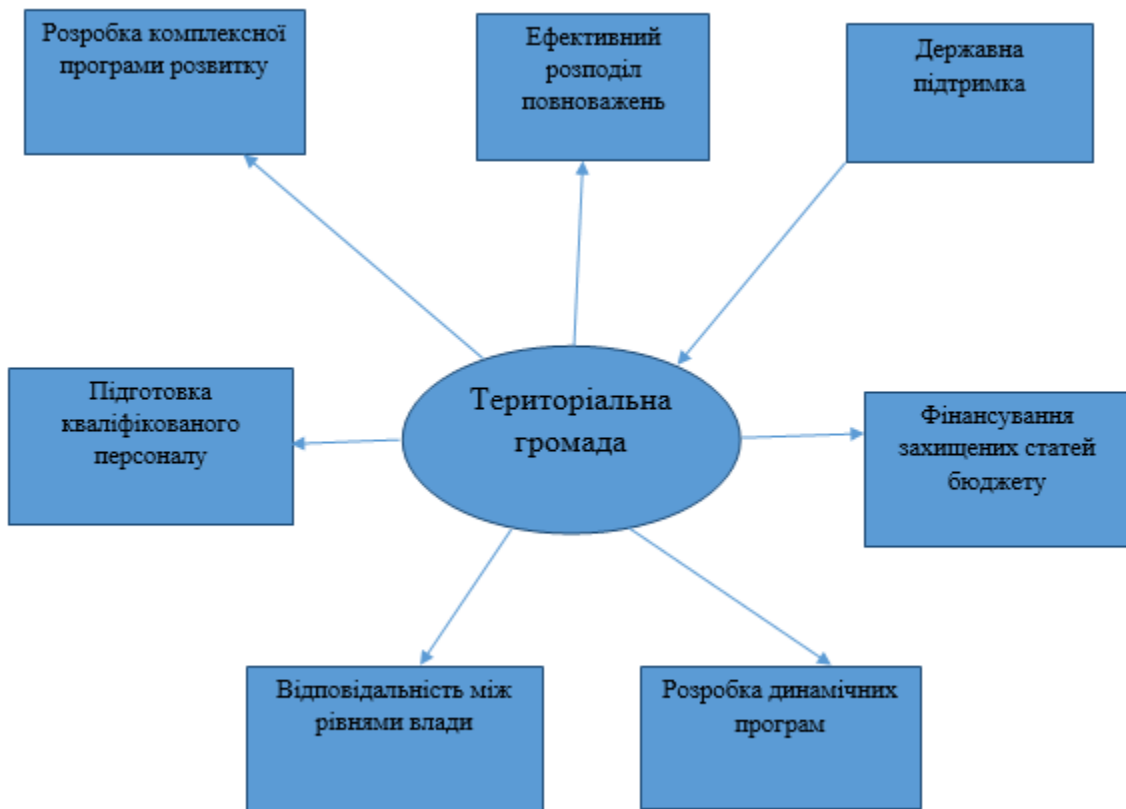 Розробка комплексної
програми розвитку
Ефективний
розподіл
повноважень
Державна
підтримка
Підготовка
кваліфікованого
персоналу
Територіальна
громада
Фінансування
захищених статей
бюджету
Відповідальність між
рівнями влади
Розробка динамічних
програм